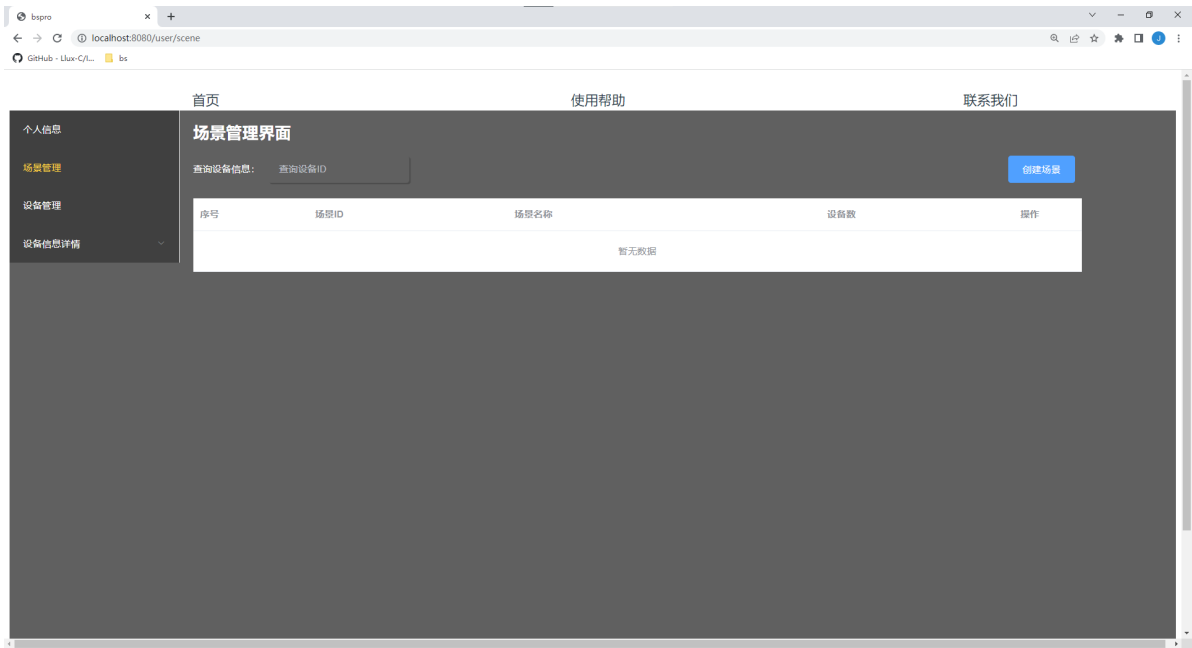 bspro
localhost:8080/user/scene
GitHub - Llux-C/I... bs
首页 使用帮助 联系我们
个人信息
场景管理
设备管理
设备信息详情
场景管理界面
查询设备信息： 查询设备ID 创建场景
序号 场景ID 场景名称 设备数 操作
暂无数据